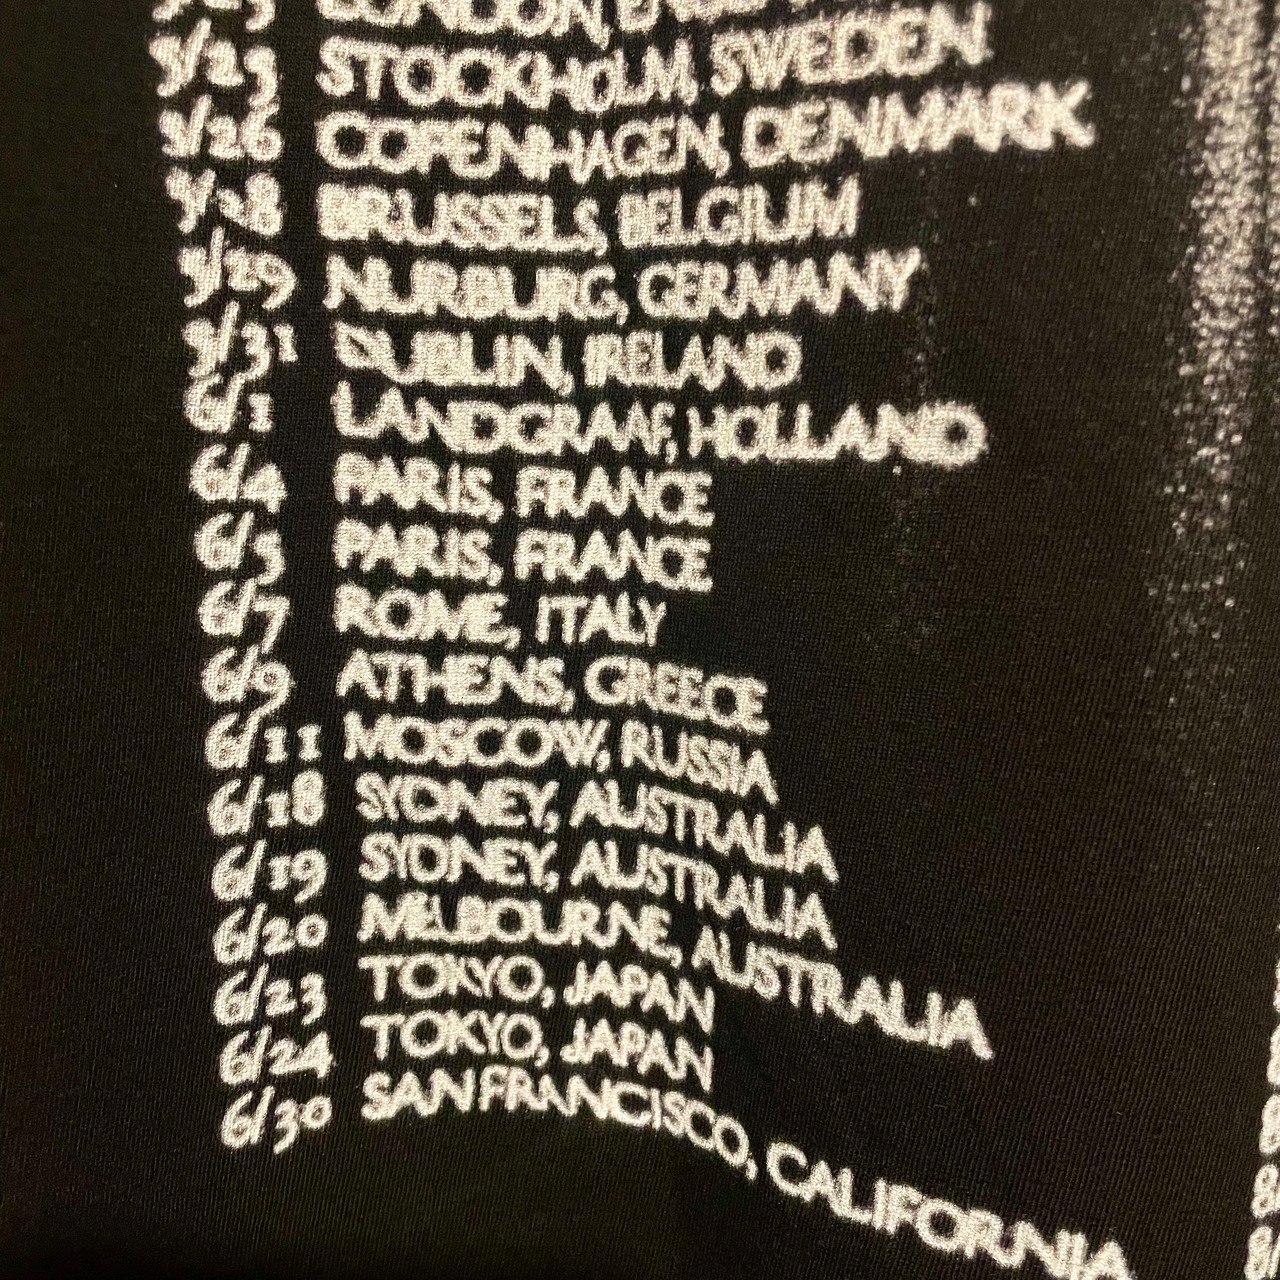 LONDON,
5/25 STOCKHOLM, SWEDEN
5/26 COPENHAGEN, DENMARK
5/28 BRUSSELS, BELGIUM
5/29 NURBURG, GERMANY
5/31 DUBLIN, IRELAND
6/1 LANDGRAAF, HOLLAND
6/4 PARIS, FRANCE
6/5 PARIS, FRANCE
6/7 ROME, ITALY
6/9 ATHENS, GREECE
6/11 MOSCOW, RUSSIA
6/18 SYDNEY, AUSTRALIA
6/19 SYDNEY, AUSTRALIA
6/20 MELBOURNE, AUSTRALIA
6/23 TOKYO, JAPAN
6/24 TOKYO, JAPAN
6/30 SAN FRANCISCO, CALIFORNIA